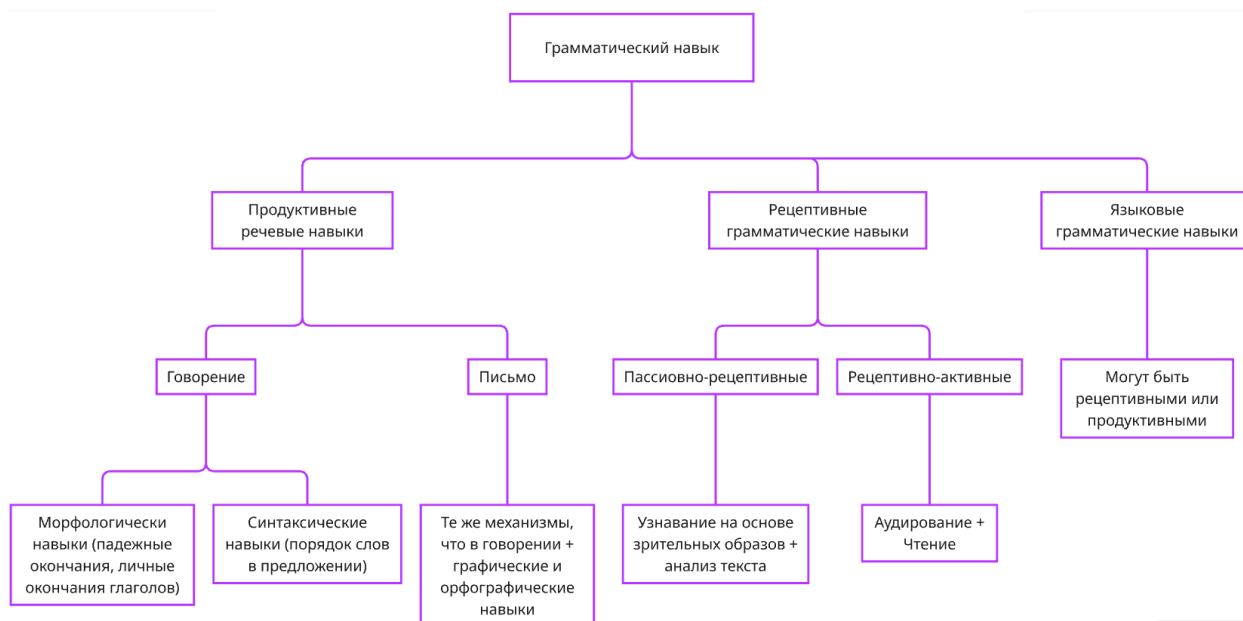 Грамматический навык
Продуктивные
речевые навыки
Рецептивные
грамматические навыки
Языковые
грамматические навыки
Говорение
Письмо
Пассиовно-рецептивные
Рецептивно-активные
Могут быть
рецептивными или
продуктивными
Морфологически
навыки (падежные
окончания, личные
окончания глаголов)
Синтаксические
навыки (порядок слов
в предложении)
Те же механизмы,
что в говорении +
графические и
орфографические
навыки
Узнавание на основе
зрительных образов +
анализ текста
Аудирование +
Чтение